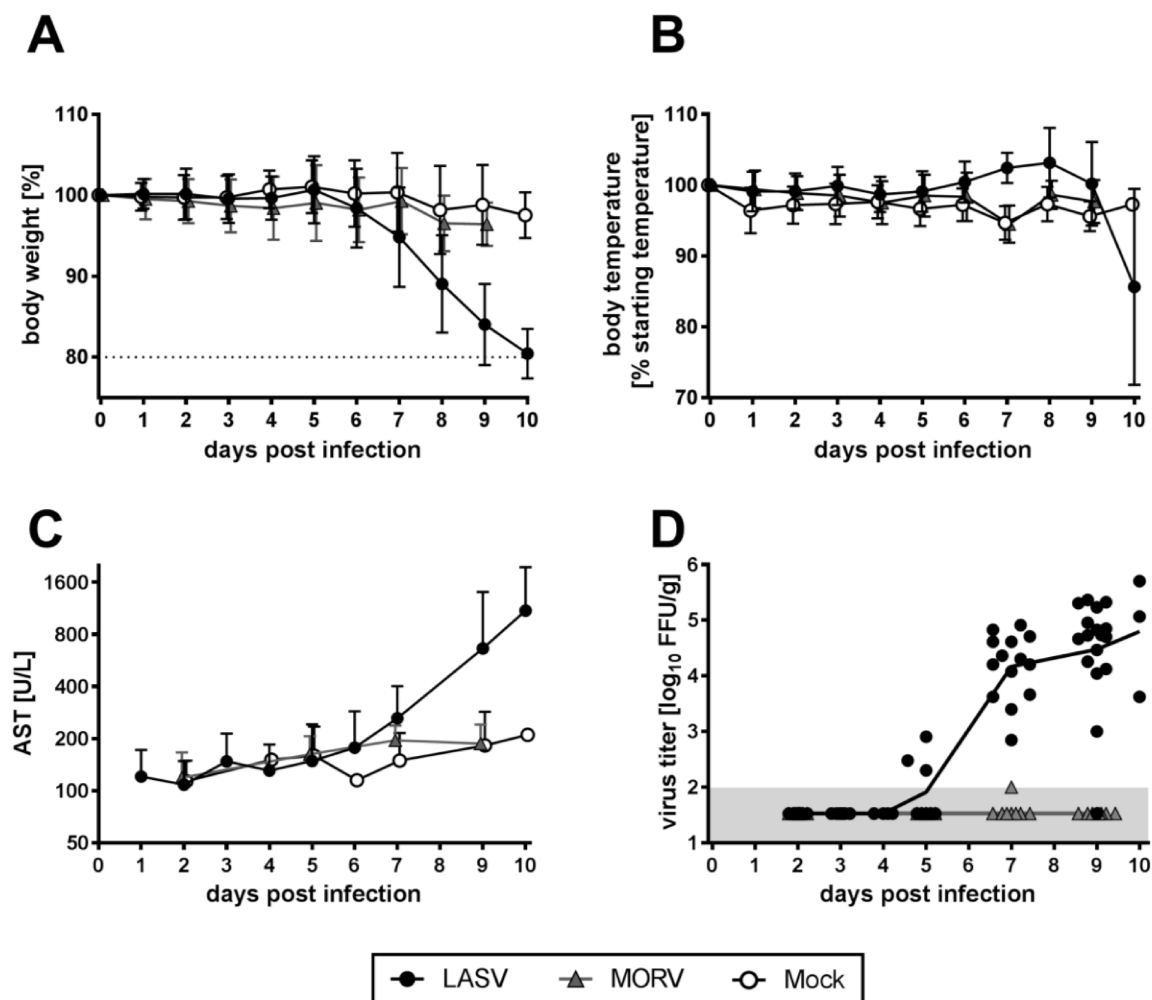 A
110
100
90
80
body weight [%]
0 1 2 3 4 5 6 7 8 9 10
days post infection
B
110
100
90
80
70
body temperature
[% starting temperature]
0 1 2 3 4 5 6 7 8 9 10
days post infection
C
1600
800
400
200
100
50
AST [U/L]
0 1 2 3 4 5 6 7 8 9 10
days post infection
D
6
5
4
3
2
1
virus titer [log₁₀ FFU/g]
0 1 2 3 4 5 6 7 8 9 10
days post infection
LASV MORV Mock